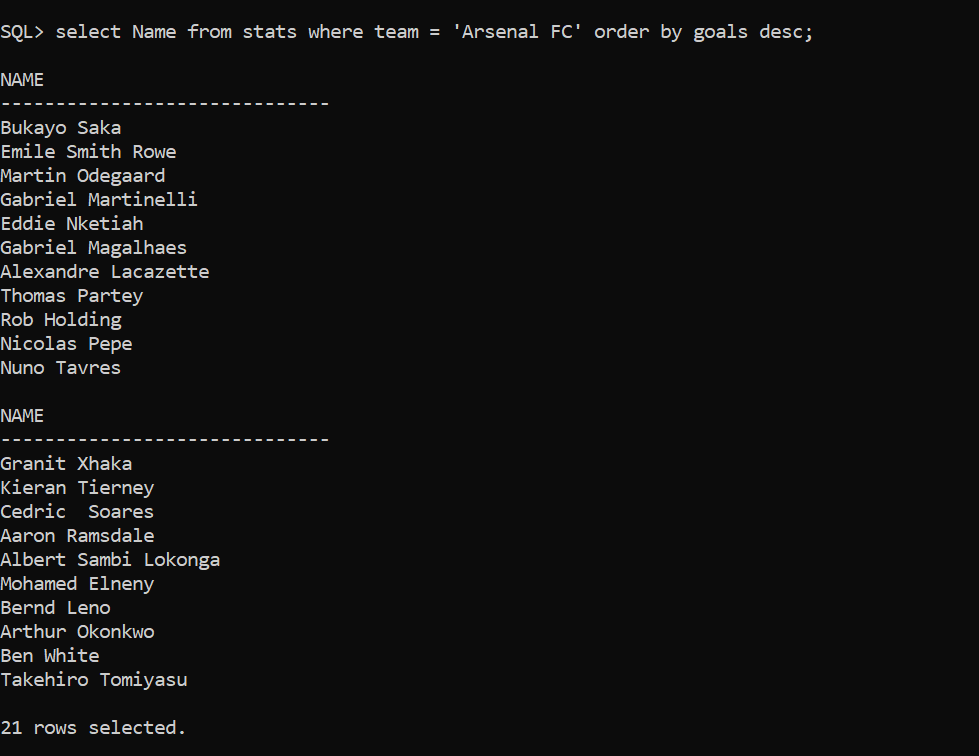 SQL> select Name from stats where team = 'Arsenal FC' order by goals desc;
NAME
------------------------------
Bukayo Saka
Emile Smith Rowe
Martin Odegaard
Gabriel Martinelli
Eddie Nketiah
Gabriel Magalhaes
Alexandre Lacazette
Thomas Partey
Rob Holding
Nicolas Pepe
Nuno Tavres
NAME
------------------------------
Granit Xhaka
Kieran Tierney
Cedric  Soares
Aaron Ramsdale
Albert Sambi Lokonga
Mohamed Elneny
Bernd Leno
Arthur Okonkwo
Ben White
Takehiro Tomiyasu
21 rows selected.